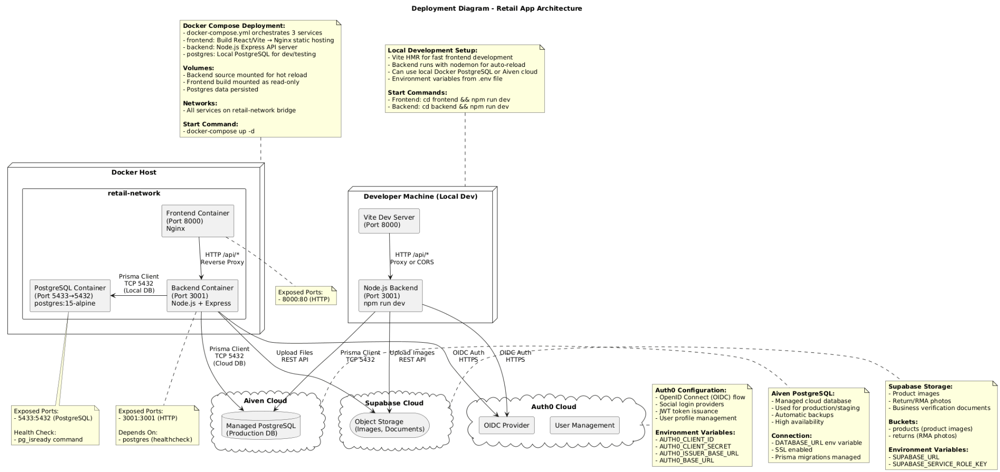 Deployment Diagram - Retail App Architecture
Docker Compose Deployment:
- docker-compose.yml orchestrates 3 services
- frontend: Build React/Vite → Nginx static hosting
- backend: Node.js Express API server
- postgres: Local PostgreSQL for dev/testing
Volumes:
- Backend source mounted for hot reload
- Frontend build mounted as read-only
- Postgres data persisted
Networks:
- All services on retail-network bridge
Start Command:
- docker-compose up -d
Local Development Setup:
- Vite HMR for fast frontend development
- Backend runs with nodemon for auto-reload
- Can use local Docker PostgreSQL or Aiven cloud
- Environment variables from .env file
Start Commands:
- Frontend: cd frontend && npm run dev
- Backend: cd backend && npm run dev
Docker Host
retail-network
Frontend Container
(Port 8000)
Nginx
HTTP /api/*
Reverse Proxy
Prisma Client
TCP 5432
(Local DB)
PostgreSQL Container
(Port 5433→5432)
postgres:15-alpine
Backend Container
(Port 3001)
Node.js + Express
Exposed Ports:
- 8000:80 (HTTP)
Developer Machine (Local Dev)
Vite Dev Server
(Port 8000)
HTTP /api/*
Proxy or CORS
Node.js Backend
(Port 3001)
npm run dev
Prisma Client
TCP 5432
(Cloud DB)
Upload Files
REST API
Prisma Client
TCP 5432
Upload Images
REST API
OIDC Auth
HTTPS
OIDC Auth
HTTPS
Exposed Ports:
- 5433:5432 (PostgreSQL)
Health Check:
- pg_isready command
Exposed Ports:
- 3001:3001 (HTTP)
Depends On:
- postgres (healthcheck)
Aiven Cloud
Managed PostgreSQL
(Production DB)
Supabase Cloud
Object Storage
(Images, Documents)
Auth0 Cloud
OIDC Provider
User Management
Auth0 Configuration:
- OpenID Connect (OIDC) flow
- Social login providers
- JWT token issuance
- User profile management
Environment Variables:
- AUTH0_CLIENT_ID
- AUTH0_CLIENT_SECRET
- AUTH0_ISSUER_BASE_URL
- AUTH0_BASE_URL
Aiven PostgreSQL:
- Managed cloud database
- Used for production/staging
- Automatic backups
- High availability
Connection:
- DATABASE_URL env variable
- SSL enabled
- Prisma migrations managed
Supabase Storage:
- Product images
- Return/RMA photos
- Business verification documents
Buckets:
- products (product images)
- returns (RMA photos)
Environment Variables:
- SUPABASE_URL
- SUPABASE_SERVICE_ROLE_KEY